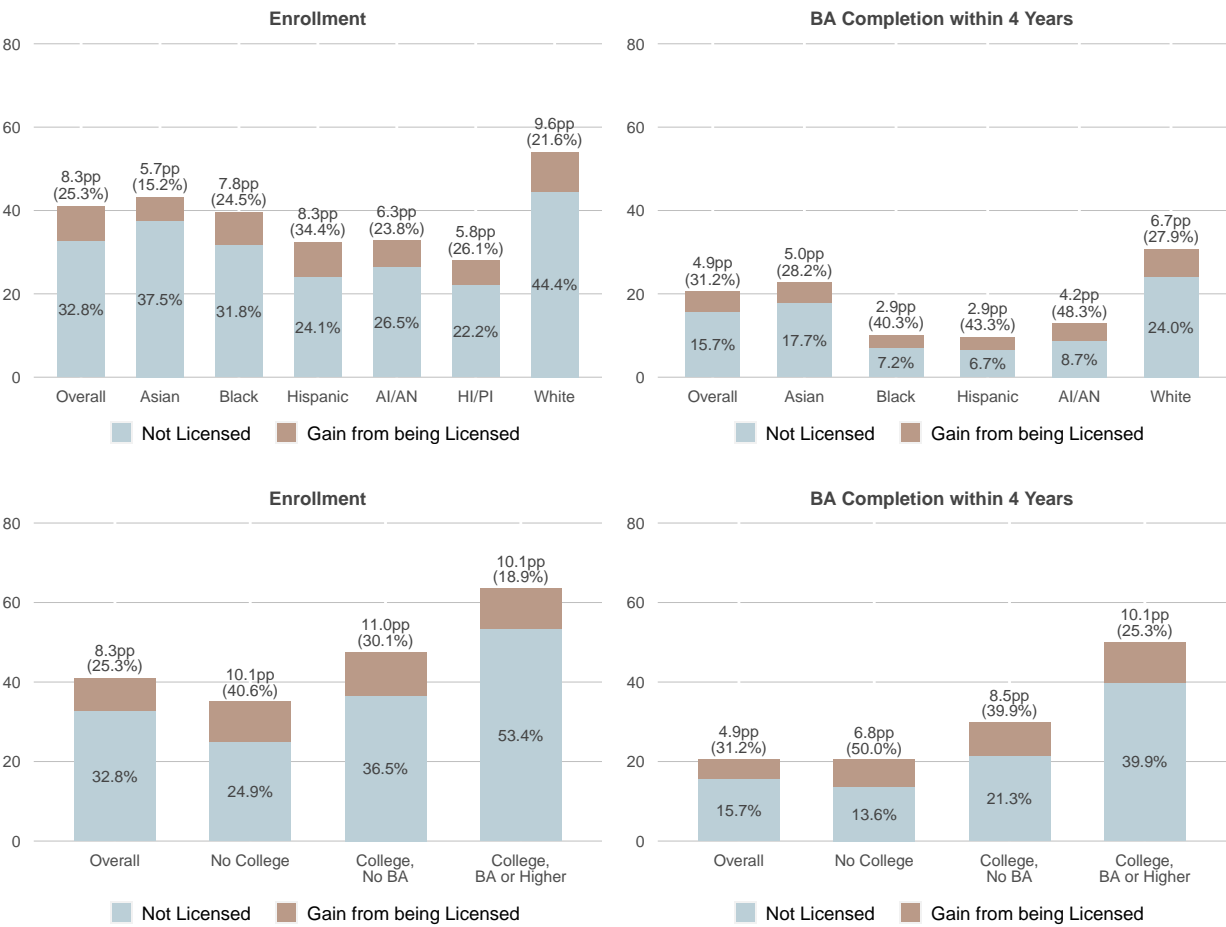 Enrollment
80
60
40
20
0
8.3pp
(25.3%)
32.8%
5.7pp
(15.2%)
37.5%
7.8pp
(24.5%)
31.8%
8.3pp
(34.4%)
24.1%
6.3pp
(23.8%)
26.5%
5.8pp
(26.1%)
22.2%
9.6pp
(21.6%)
44.4%
Overall Asian Black Hispanic AI/AN HI/PI White
Not Licensed Gain from being Licensed
BA Completion within 4 Years
80
60
40
20
0
4.9pp
(31.2%)
15.7%
5.0pp
(28.2%)
17.7%
2.9pp
(40.3%)
7.2%
2.9pp
(43.3%)
6.7%
4.2pp
(48.3%)
8.7%
6.7pp
(27.9%)
24.0%
Overall Asian Black Hispanic AI/AN White
Not Licensed Gain from being Licensed
Enrollment
80
60
40
20
0
8.3pp
(25.3%)
32.8%
10.1pp
(40.6%)
24.9%
11.0pp
(30.1%)
36.5%
10.1pp
(18.9%)
53.4%
Overall No College College, College,
No BA BA or Higher
Not Licensed Gain from being Licensed
BA Completion within 4 Years
80
60
40
20
0
4.9pp
(31.2%)
15.7%
6.8pp
(50.0%)
13.6%
8.5pp
(39.9%)
21.3%
10.1pp
(25.3%)
39.9%
Overall No College College, College,
No BA BA or Higher
Not Licensed Gain from being Licensed